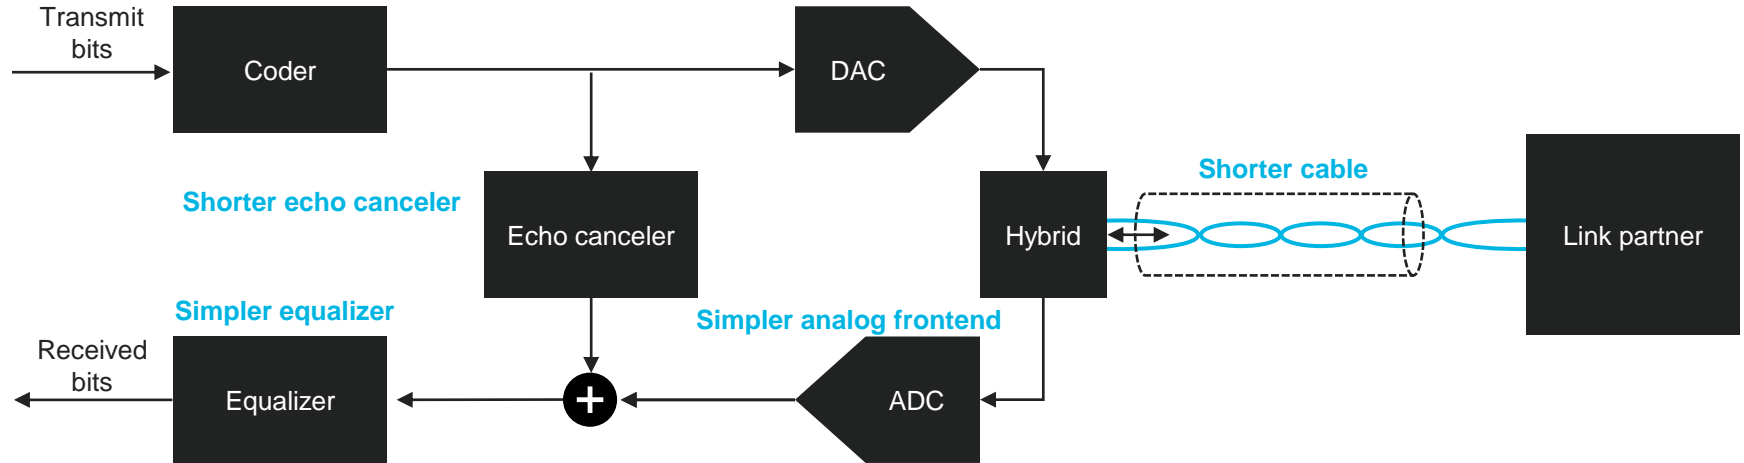 Transmit
bits
Coder
DAC
Shorter cable
Shorter echo canceler
Echo canceler
Hybrid
Link partner
Simpler equalizer
Simpler analog frontend
Received
bits
Equalizer
+
ADC